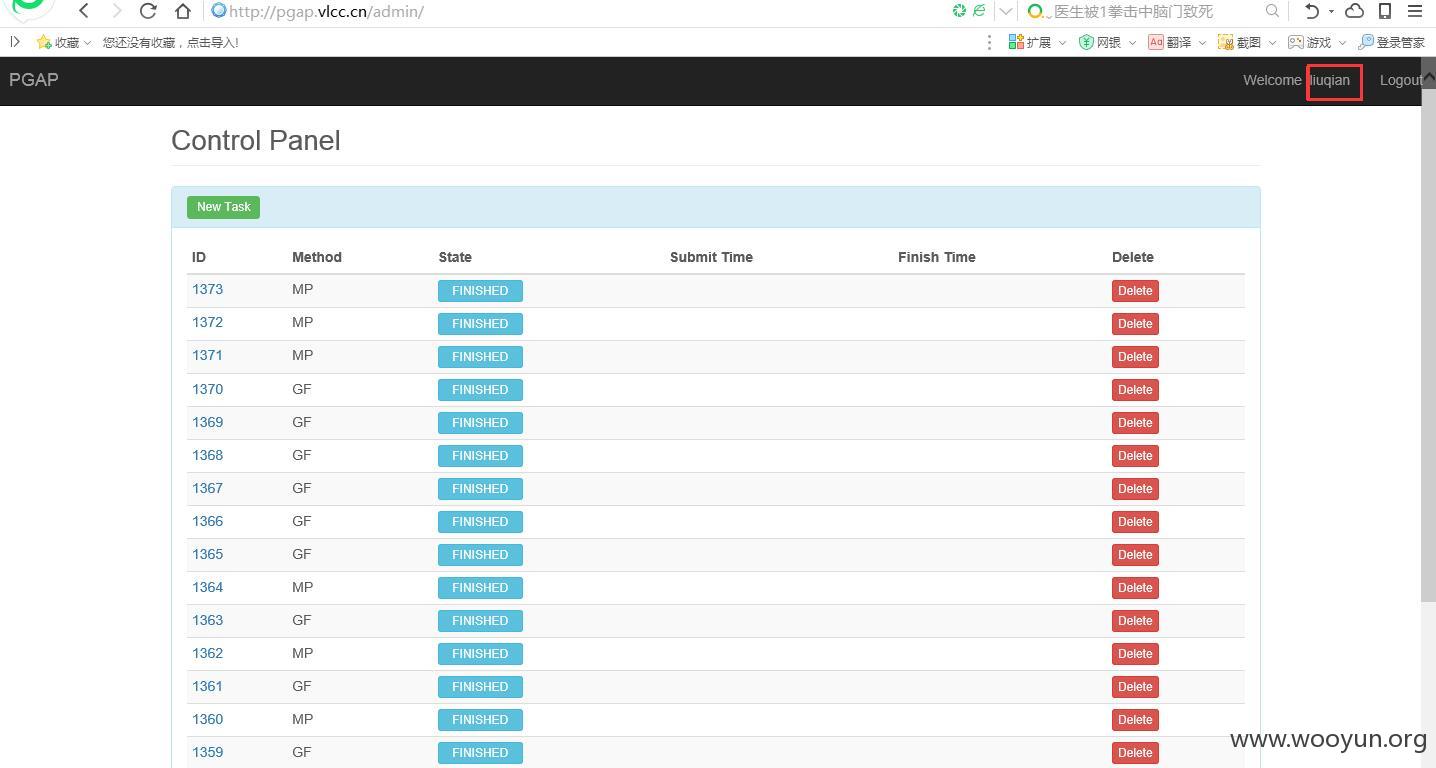 http://pgap.vlcc.cn/admin/ 医生被1拳击中脑门致死
收藏 您还没有收藏，点击导入! 扩展 网银 Aa 翻译 截图 游戏 登录管家
PGAP Welcome liuqian Logout
Control Panel
New Task
ID Method State Submit Time Finish Time Delete
1373 MP FINISHED Delete
1372 MP FINISHED Delete
1371 MP FINISHED Delete
1370 GF FINISHED Delete
1369 GF FINISHED Delete
1368 GF FINISHED Delete
1367 GF FINISHED Delete
1366 GF FINISHED Delete
1365 GF FINISHED Delete
1364 MP FINISHED Delete
1363 GF FINISHED Delete
1362 MP FINISHED Delete
1361 GF FINISHED Delete
1360 MP FINISHED Delete
1359 GF FINISHED Delete
www.wooyun.org